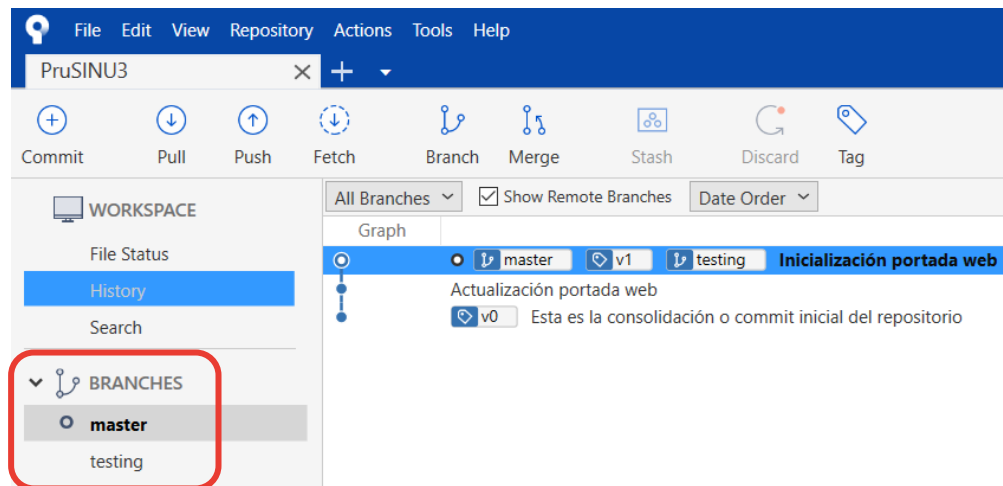 File Edit View Repository Actions Tools Help
PruSINU3
Commit Pull Push Fetch Branch Merge Stash Discard Tag
WORKSPACE
File Status
History
Search
BRANCHES
master
testing
All Branches Show Remote Branches Date Order
Graph
master v1 testing Inicialización portada web
Actualización portada web
v0 Esta es la consolidación o commit inicial del repositorio